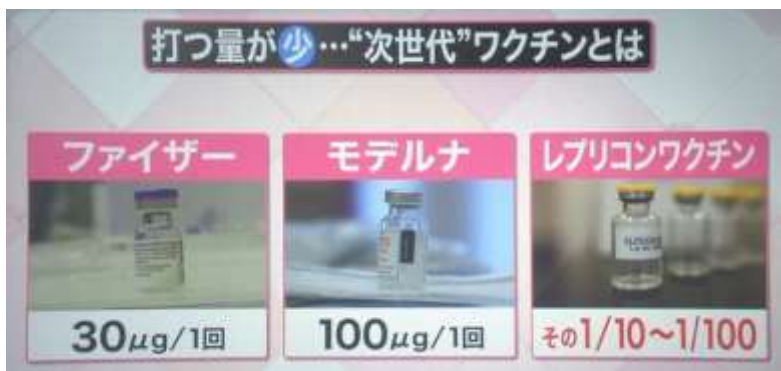 打つ量が少…“次世代”ワクチンとは
ファイザー
モデルナ
レプリコンワクチン
30μg/1回
100μg/1回
その1/10～1/100